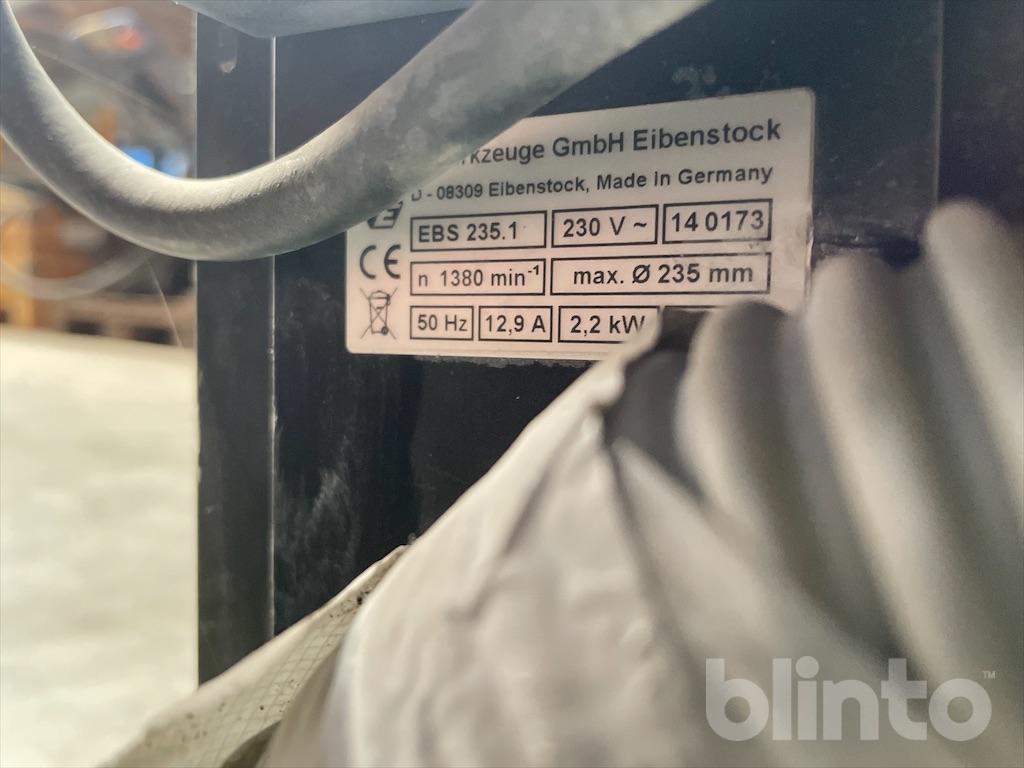 rkzeuge GmbH Eibenstock
D - 08309 Eibenstock, Made in Germany
EBS 235.1 230 V ~ 14 0173
CE n 1380 min⁻¹ max. Ø 235 mm
50 Hz 12,9 A 2,2 kW
blinto™